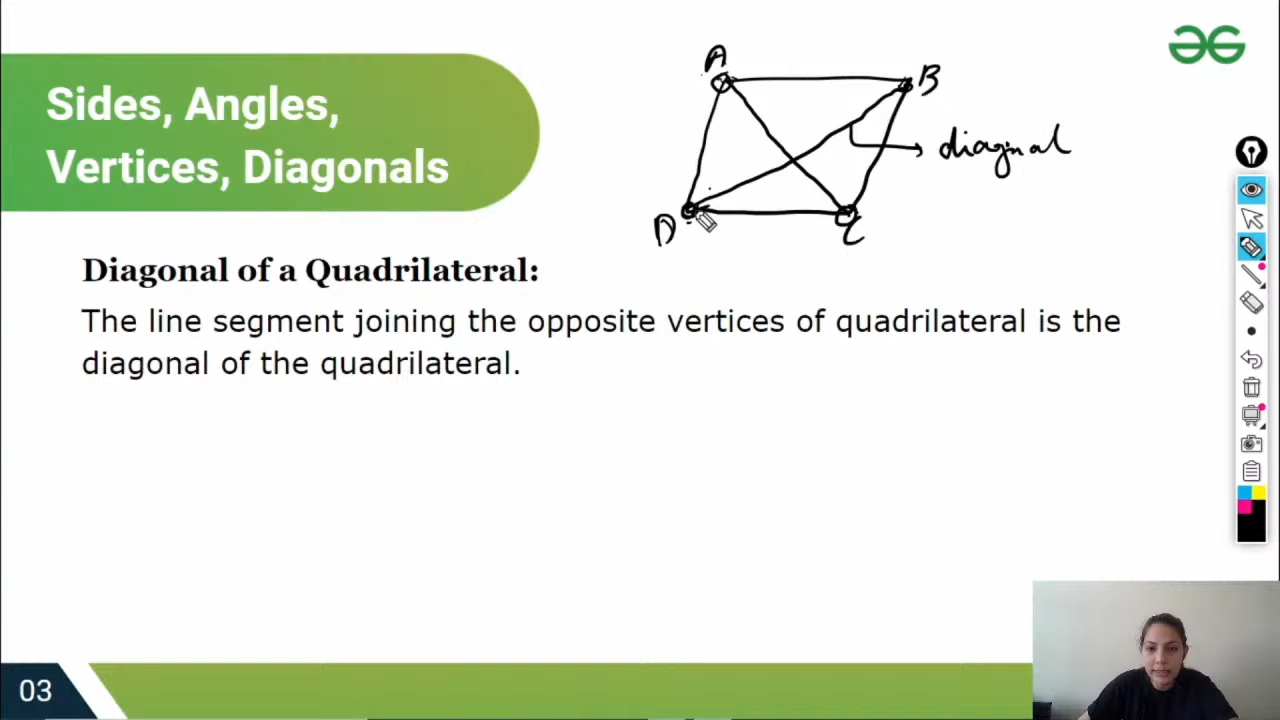 Sides, Angles,
Vertices, Diagonals
A
B
diagonal
D
C
Diagonal of a Quadrilateral:
The line segment joining the opposite vertices of quadrilateral is the
diagonal of the quadrilateral.
03